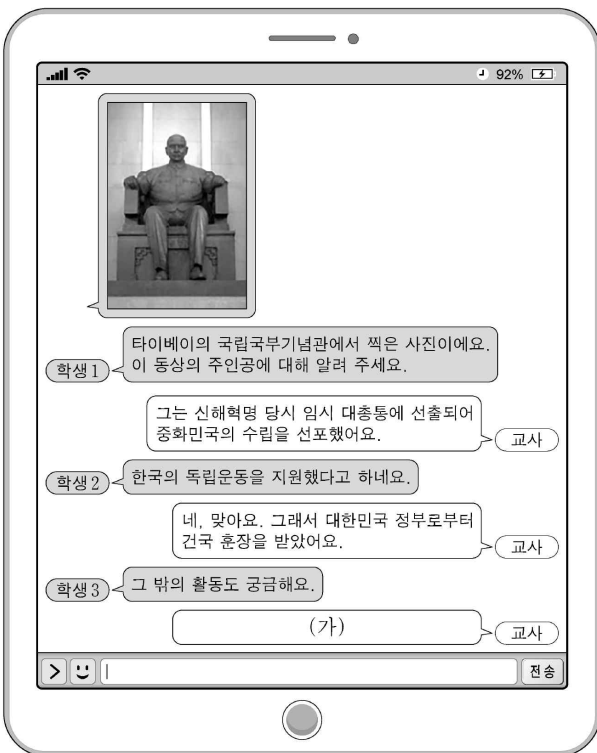 92%
타이베이의 국립국부기념관에서 찍은 사진이에요.
학생 1
이 동상의 주인공에 대해 알려 주세요.
그는 신해혁명 당시 임시 대총통에 선출되어
중화민국의 수립을 선포했어요.
교사
학생 2
한국의 독립운동을 지원했다고 하네요.
네, 맞아요. 그래서 대한민국 정부로부터
건국 훈장을 받았어요.
교사
학생 3
그 밖의 활동도 궁금해요.
(가)
교사
전송